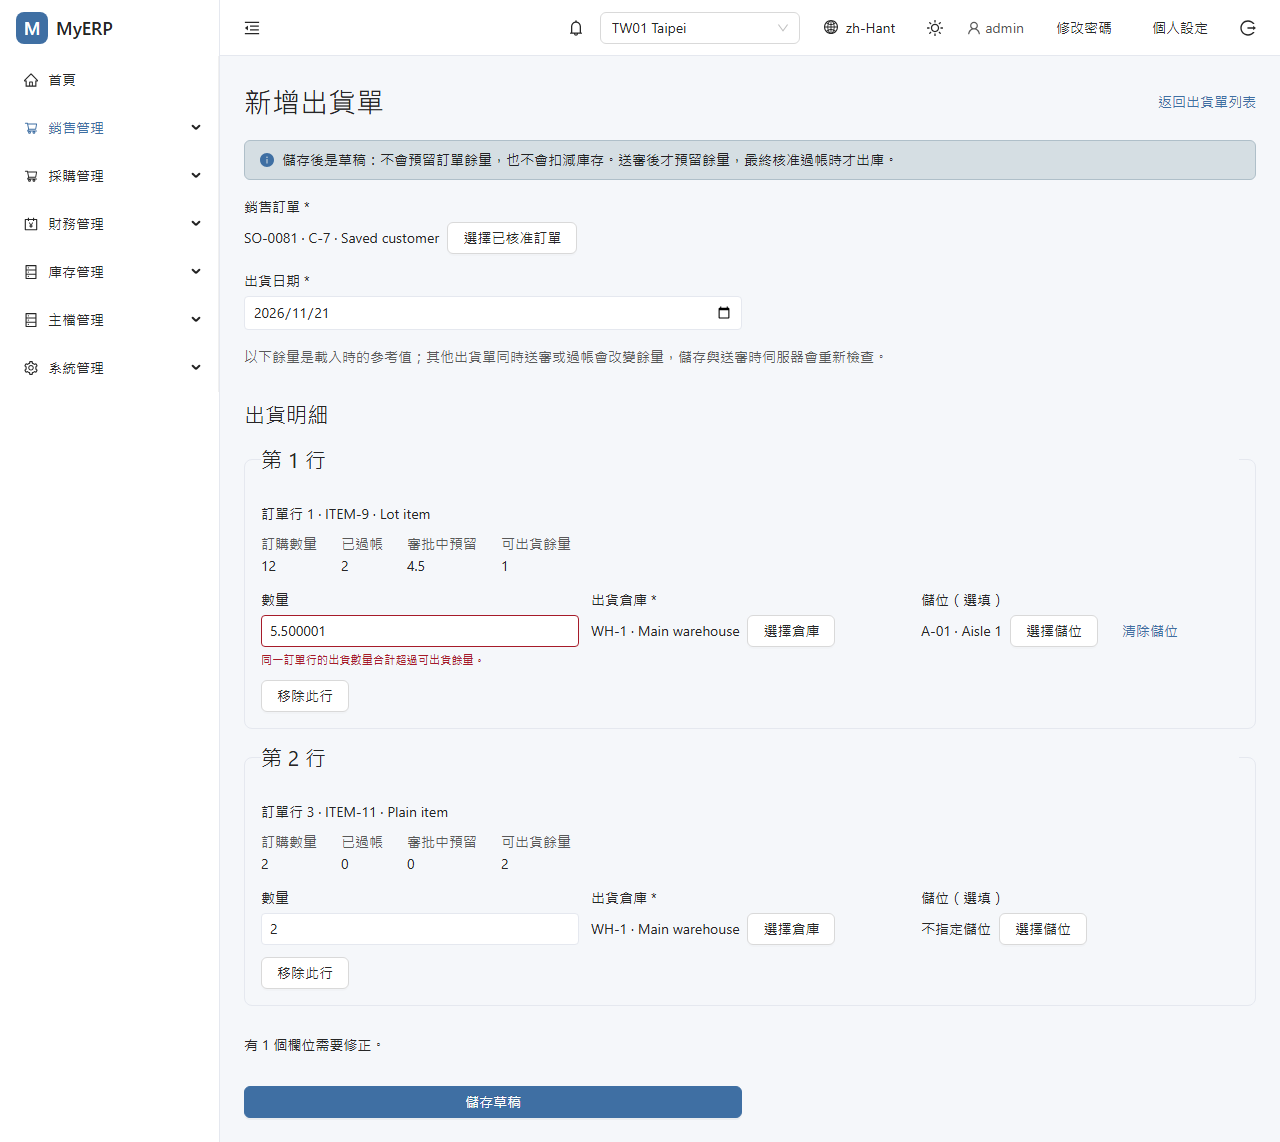 M MyERP
TW01 Taipei
zh-Hant
admin
修改密碼
個人設定
首頁
銷售管理
採購管理
財務管理
庫存管理
主檔管理
系統管理
新增出貨單
返回出貨單列表
儲存後是草稿：不會預留訂單餘量，也不會扣減庫存。送審後才預留餘量，最終核准過帳時才出庫。
銷售訂單 *
SO-0081 · C-7 · Saved customer 選擇已核准訂單
出貨日期 *
2026/11/21
以下餘量是載入時的參考值；其他出貨單同時送審或過帳會改變餘量，儲存與送審時伺服器會重新檢查。
出貨明細
第 1 行
訂單行 1 · ITEM-9 · Lot item
訂購數量 已過帳 審批中預留 可出貨餘量
12 2 4.5 1
數量 出貨倉庫 * 儲位（選填）
5.500001 WH-1 · Main warehouse 選擇倉庫 A-01 · Aisle 1 選擇儲位 清除儲位
同一訂單行的出貨數量合計超過可出貨餘量。
移除此行
第 2 行
訂單行 3 · ITEM-11 · Plain item
訂購數量 已過帳 審批中預留 可出貨餘量
2 0 0 2
數量 出貨倉庫 * 儲位（選填）
2 WH-1 · Main warehouse 選擇倉庫 不指定儲位 選擇儲位
移除此行
有 1 個欄位需要修正。
儲存草稿